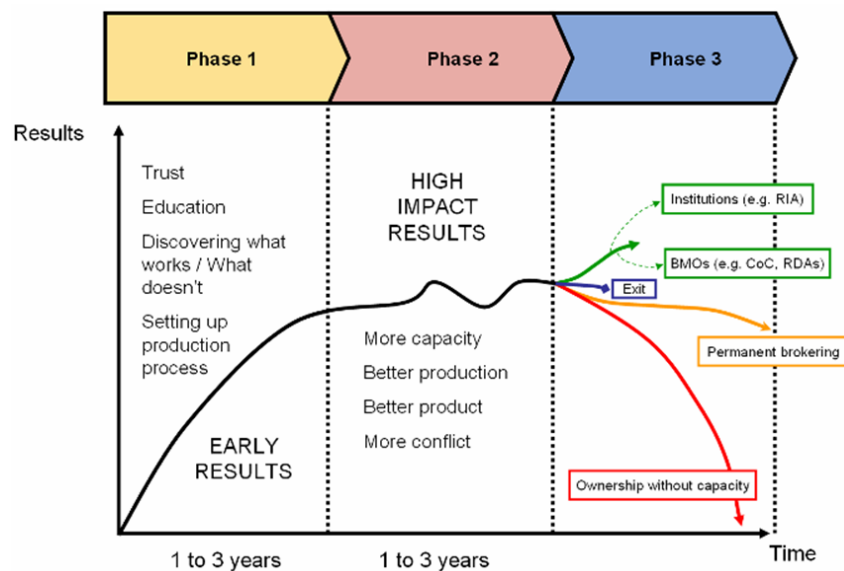 Phase 1
Phase 2
Phase 3
Results
Trust
Education
Discovering what
works / What
doesn't
Setting up
production
process
EARLY
RESULTS
HIGH
IMPACT
RESULTS
More capacity
Better production
Better product
More conflict
Institutions (e.g. RIA)
BMOs (e.g. CoC, RDAs)
Exit
Permanent brokering
Ownership without capacity
1 to 3 years
1 to 3 years
Time